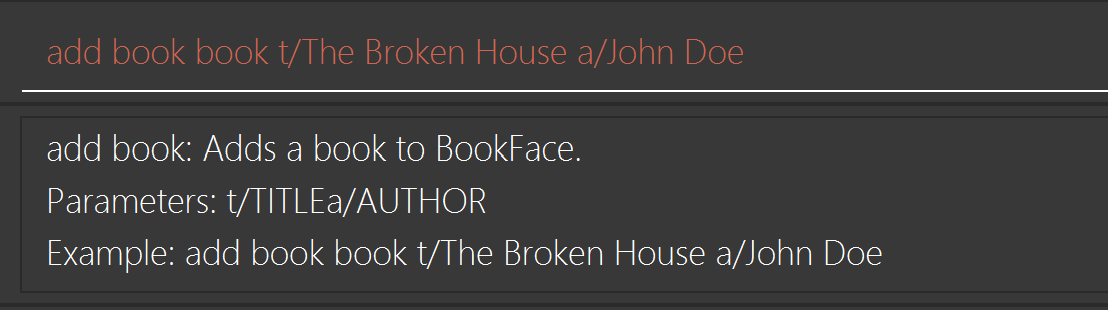 add book book t/The Broken House a/John Doe
add book: Adds a book to BookFace.
Parameters: t/TITLEa/AUTHOR
Example: add book book t/The Broken House a/John Doe